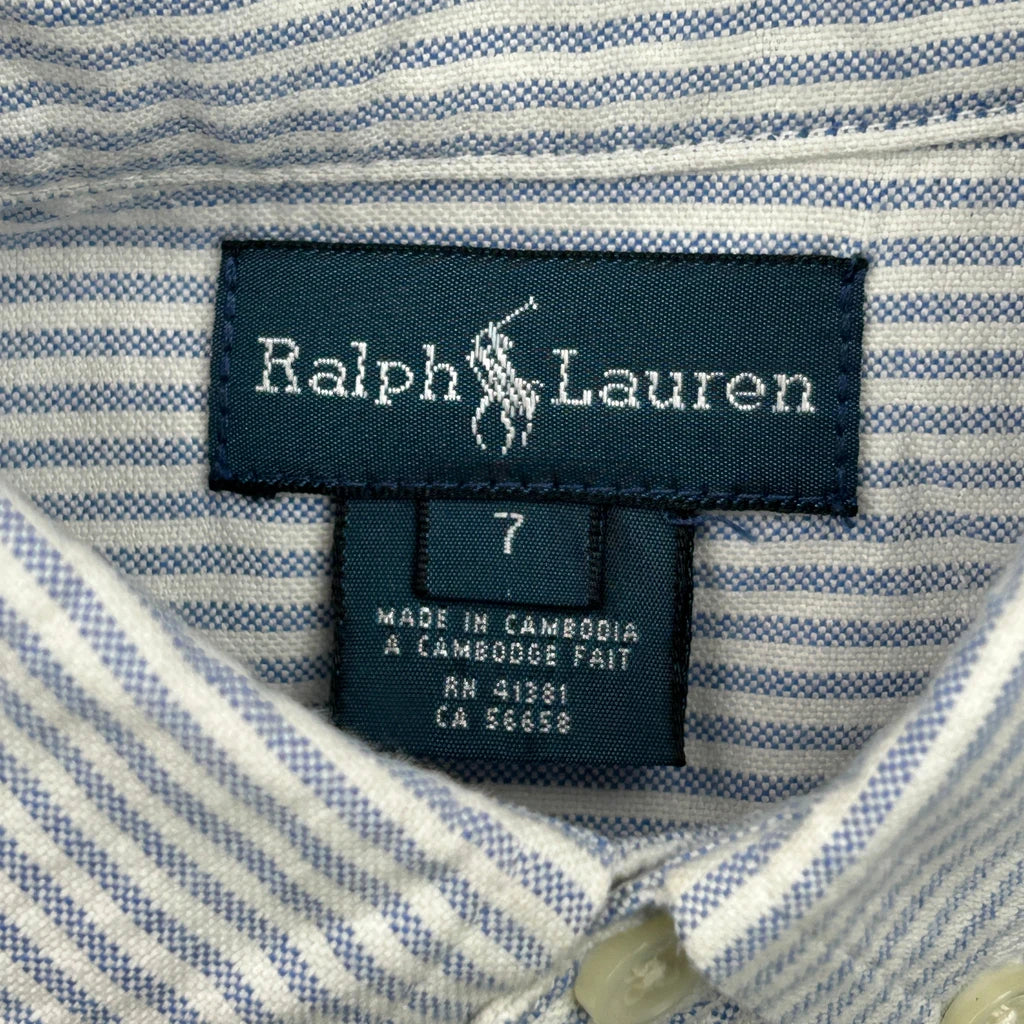 Ralph Lauren
7
MADE IN CAMBODIA
A CAMBODGE FAIT
RN 41381
CA 56658